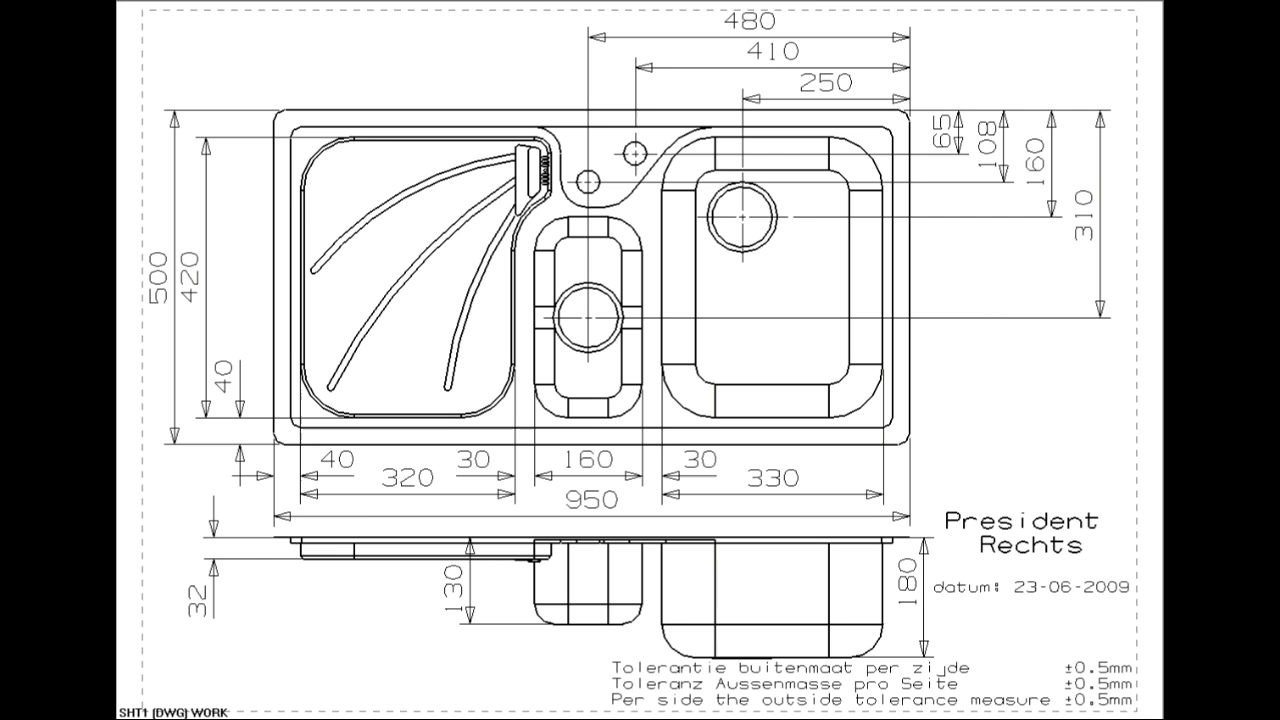 480
410
250
65
108
160
310
500
420
40
40
30
160
30
320
330
950
President
Rechts
datum: 23-06-2009
32
130
180
Tolerantie buitenmaat per zijde ±0.5mm
Toleranz Aussenmasse pro Seite ±0.5mm
Per side the outside tolerance measure ±0.5mm
SHT1 [DWG] WORK